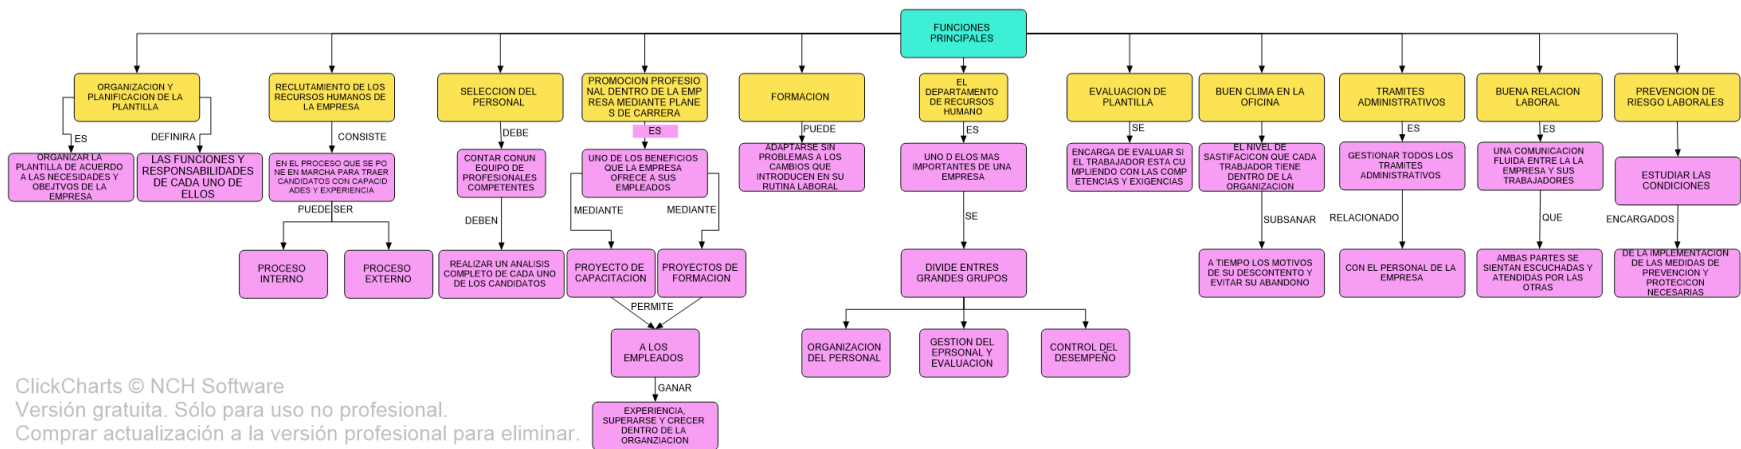 FUNCIONES
PRINCIPALES
ORGANIZACION Y
PLANIFICACION DE LA
PLANTILLA
RECLUTAMIENTO DE LOS
RECURSOS HUMANOS DE
LA EMPRESA
SELECCION DEL
PERSONAL
PROMOCION PROFESIO
NAL DENTRO DE LA EMP
RESA MEDIANTE PLANE
S DE CARRERA
FORMACION
EL
DEPARTAMENTO
DE RECURSOS
HUMANO
EVALUACION DE
PLANTILLA
BUEN CLIMA EN LA
OFICINA
TRAMITES
ADMINISTRATIVOS
BUENA RELACION
LABORAL
PREVENCION DE
RIESGO LABORALES
ES
DEFINIRA
CONSISTE
DEBE
ES
PUEDE
ES
SE
ES
ES
ORGANIZAR LA
PLANTILLA DE ACUERDO
A LAS NECESIDADES Y
OBEJTVOS DE LA
EMPRESA
LAS FUNCIONES Y
RESPONSABILIDADES
DE CADA UNO DE
ELLOS
EN EL PROCESO QUE SE PO
NE EN MARCHA PARA TRAER
CANDIDATOS CON CAPACID
ADES Y EXPERIENCIA
CONTAR CONUN
EQUIPO DE
PROFESIONALES
COMPETENTES
UNO DE LOS BENEFICIOS
QUE LA EMPRESA
OFRECE A SUS
EMPLEADOS
ADAPTARSE SIN
PROBLEMAS A LOS
CAMBIOS QUE
INTRODUCEN EN SU
RUTINA LABORAL
UNO D ELOS MAS
IMPORTANTES DE UNA
EMPRESA
ENCARGA DE EVALUAR SI
EL TRABAJADOR ESTA CU
MPLIENDO CON LAS COMP
ETENCIAS Y EXIGENCIAS
EL NIVEL DE
SASTIFACICON QUE CADA
TRABJADOR TIENE
DENTRO DE LA
ORGANIZACION
GESTIONAR TODOS LOS
TRAMITES
ADMINISTRATIVOS
UNA COMUNICACION
FLUIDA ENTRE LA LA
EMPRESA Y SUS
TRABAJADORES
ESTUDIAR LAS
CONDICIONES
PUEDE SER
DEBEN
MEDIANTE
MEDIANTE
SE
SUBSANAR
RELACIONADO
QUE
ENCARGADOS
PROCESO
INTERNO
PROCESO
EXTERNO
REALIZAR UN ANALISIS
COMPLETO DE CADA UNO
DE LOS CANDIDATOS
PROYECTO DE
CAPACITACION
PROYECTOS DE
FORMACION
DIVIDE ENTRES
GRANDES GRUPOS
A TIEMPO LOS MOTIVOS
DE SU DESCONTENTO Y
EVITAR SU ABANDONO
CON EL PERSONAL DE LA
EMPRESA
AMBAS PARTES SE
SIENTAN ESCUCHADAS Y
ATENDIDAS POR LAS
OTRAS
DE LA IMPLEMENTACION
DE LAS MEDIDAS DE
PREVENCION Y
PROTECICON
NECESARIAS
PERMITE
A LOS
EMPLEADOS
ORGANIZACION
DEL PERSONAL
GESTION DEL
EPRSONAL Y
EVALUACION
CONTROL DEL
DESEMPEÑO
GANAR
EXPERIENCIA,
SUPERARSE Y CRECER
DENTRO DE LA
ORGANZIACION
ClickCharts © NCH Software
Versión gratuita. Sólo para uso no profesional.
Comprar actualización a la versión profesional para eliminar.